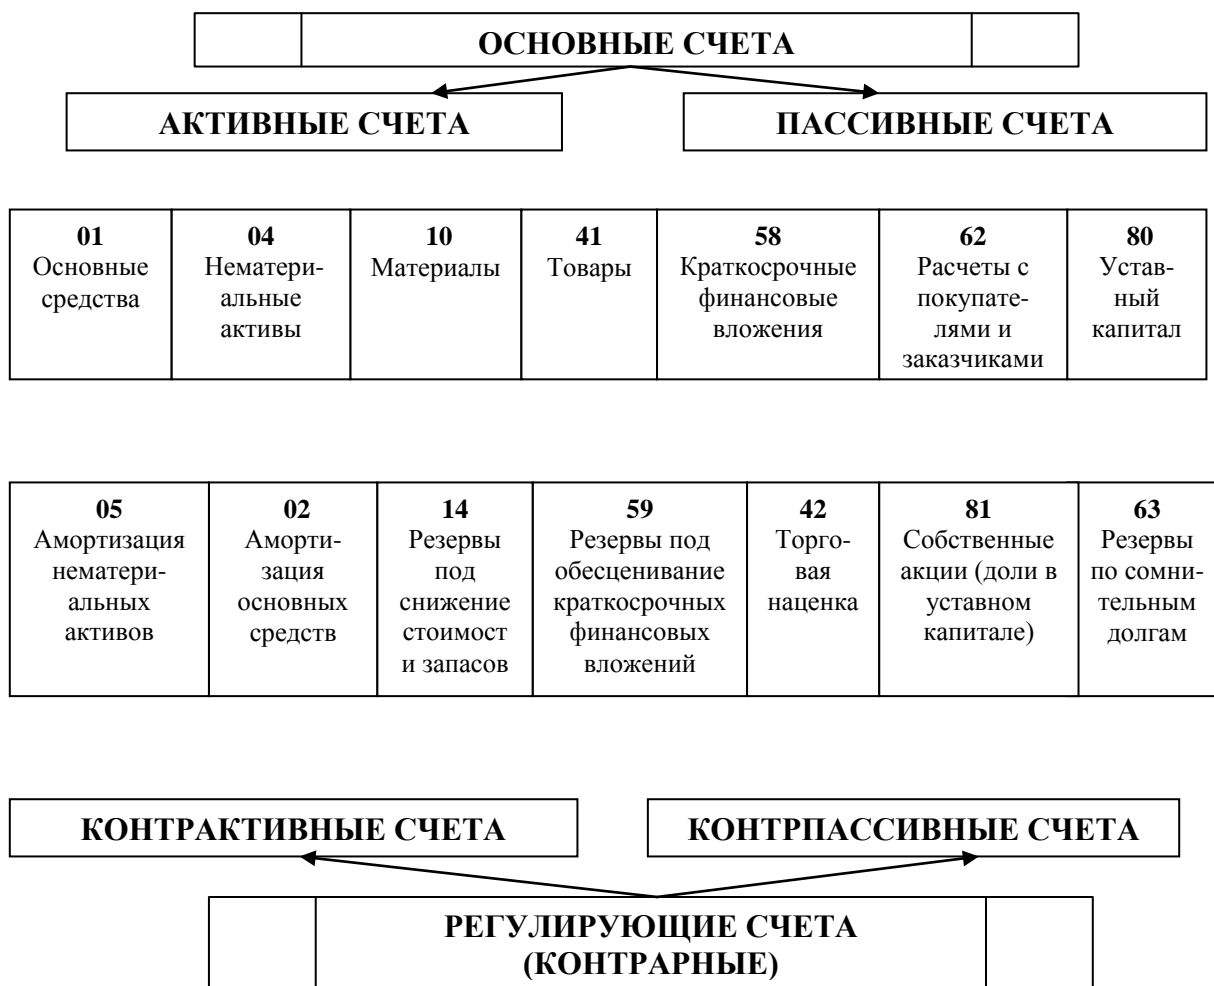 ОСНОВНЫЕ СЧЕТА
АКТИВНЫЕ СЧЕТА
ПАССИВНЫЕ СЧЕТА
01
Основные
средства
04
Нематери-
альные
активы
10
Материалы
41
Товары
58
Краткосрочные
финансовые
вложения
62
Расчеты с
покупате-
лями и
заказчиками
80
Устав-
ный
капитал
05
Амортизация
нематери-
альных
активов
02
Аморти-
зация
основных
средств
14
Резервы
под
снижение
стоимост
и запасов
59
Резервы под
обесценивание
краткосрочных
финансовых
вложений
42
Торго-
вая
наценка
81
Собственные
акции (доли в
уставном
капитале)
63
Резервы
по сомни-
тельным
долгам
КОНТРАКТИВНЫЕ СЧЕТА
КОНТРПАССИВНЫЕ СЧЕТА
РЕГУЛИРУЮЩИЕ СЧЕТА
(КОНТРАРНЫЕ)